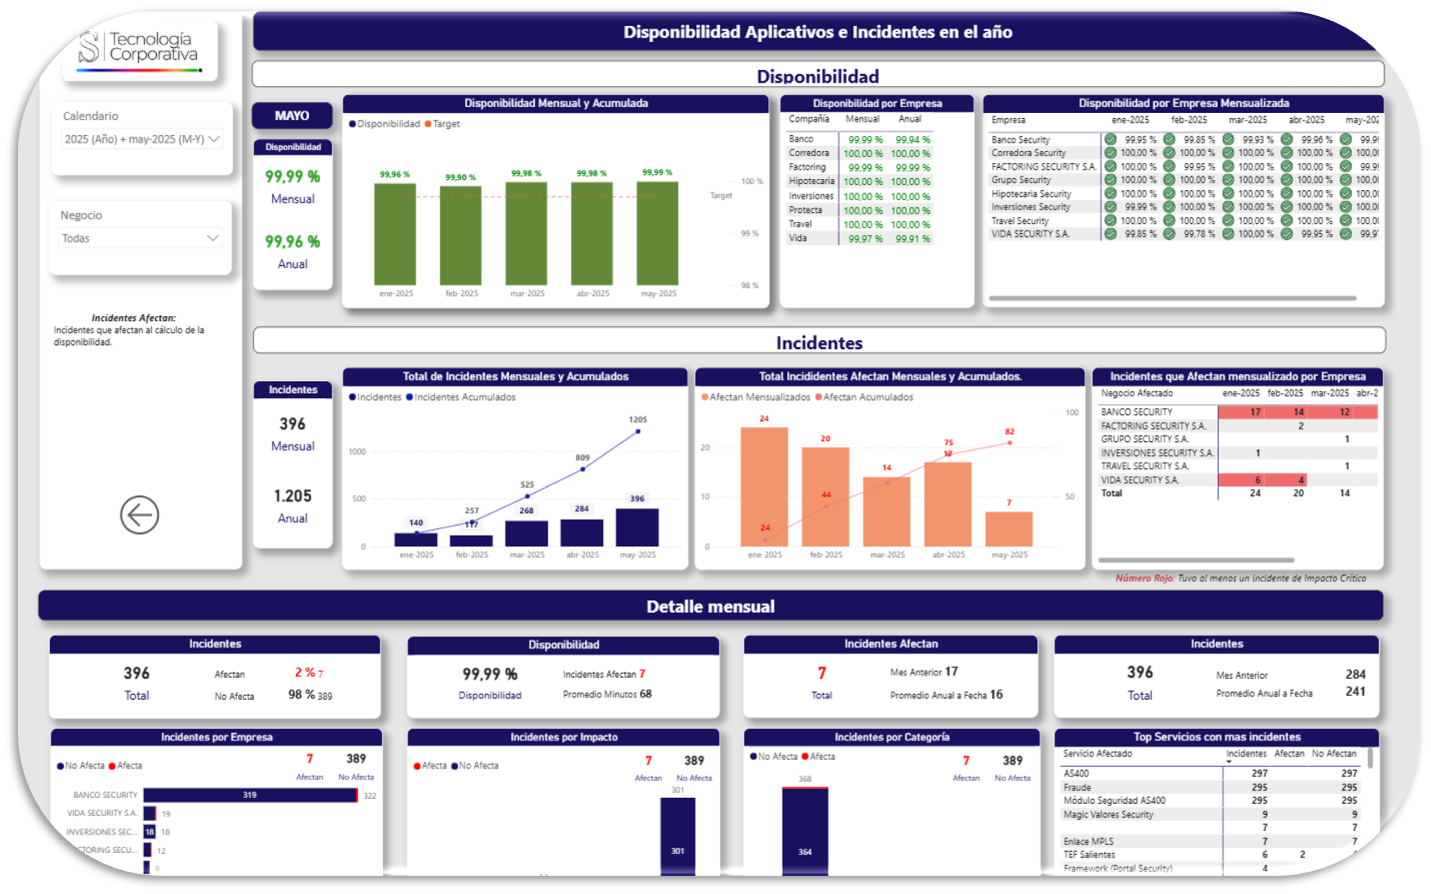 Tecnología
Corporativa
Disponibilidad Aplicativos e Incidentes en el año
Calendario
2025 (Año) + may-2025 (M-Y)
Negocio
Todas
Incidentes Afectan:
Incidentes que afectan al cálculo de la
disponibilidad.
Disponibilidad
MAYO
Disponibilidad
99,99 %
Mensual
99,96 %
Anual
Disponibilidad Mensual y Acumulada
Disponibilidad Target
99,96 % 99,90 % 99,98 % 99,98 % 99,99 %
Target
100 %
99 %
98 %
ene-2025 feb-2025 mar-2025 abr-2025 may-2025
Disponibilidad por Empresa
Compañía Mensual Anual
Banco 99,99 % 99,94 %
Corredora 100,00 % 100,00 %
Factoring 99,99 % 99,99 %
Hipotecaria 100,00 % 100,00 %
Inversiones 100,00 % 100,00 %
Protecta 100,00 % 100,00 %
Travel 100,00 % 100,00 %
Vida 99,97 % 99,91 %
Disponibilidad por Empresa Mensualizada
Empresa ene-2025 feb-2025 mar-2025 abr-2025 may-202
Banco Security 99,95 % 99,85 % 99,93 % 99,96 % 99,9
Corredora Security 100,00 % 100,00 % 100,00 % 100,00 % 100,0
FACTORING SECURITY S.A. 100,00 % 99,95 % 100,00 % 100,00 % 99,9
Grupo Security 100,00 % 100,00 % 100,00 % 100,00 % 100,0
Hipotecaria Security 100,00 % 100,00 % 100,00 % 100,00 % 100,0
Inversiones Security 99,99 % 100,00 % 100,00 % 100,00 % 100,0
Travel Security 100,00 % 100,00 % 100,00 % 100,00 % 100,0
VIDA SECURITY S.A. 99,85 % 99,78 % 100,00 % 99,95 % 99,9
Incidentes
Incidentes
396
Mensual
1.205
Anual
Total de Incidentes Mensuales y Acumulados
Incidentes Incidentes Acumulados
1000
500
0
140 257 117 525 268 809 284 1205 396
ene-2025 feb-2025 mar-2025 abr-2025 may-2025
Total Incididentes Afectan Mensuales y Acumulados.
Afectan Mensualizados Afectan Acumulados
20
10
0
24 24 20 44 14 75 17 82 7
100
50
ene-2025 feb-2025 mar-2025 abr-2025 may-2025
Incidentes que Afectan mensualizado por Empresa
Negocio Afectado ene-2025 feb-2025 mar-2025 abr-2
BANCO SECURITY 17 14 12
FACTORING SECURITY S.A. 2
GRUPO SECURITY S.A. 1
INVERSIONES SECURITY S.A. 1
TRAVEL SECURITY S.A. 1
VIDA SECURITY S.A. 6 4
Total 24 20 14
Número Rojo: Tuvo al menos un incidente de Impacto Crítico
Detalle mensual
Incidentes
396
Total
Afectan 2 % 7
No Afecta 98 % 389
Disponibilidad
99,99 %
Disponibilidad
Incidentes Afectan 7
Promedio Minutos 68
Incidentes Afectan
7
Total
Mes Anterior 17
Promedio Anual a Fecha 16
Incidentes
396
Total
Mes Anterior 284
Promedio Anual a Fecha 241
Incidentes por Empresa
No Afecta Afecta
7
Afectan
389
No Afecta
BANCO SECURITY 319 322
VIDA SECURITY S.A. 19
INVERSIONES SEC... 18 18
CTORING SECU... 12
9
Incidentes por Impacto
Afecta No Afecta
7
Afectan
389
No Afecta
301
301
Incidentes por Categoría
No Afecta Afecta
7
Afectan
389
No Afecta
368
364
Top Servicios con mas incidentes
Servicio Afectado Incidentes Afectan No Afectan
AS400 297 297
Fraude 295 295
Módulo Seguridad AS400 295 295
Magic Valores Security 9 9
7 7
Enlace MPLS 7 7
TEF Salientes 6 2
Framework (Portal Security) 4